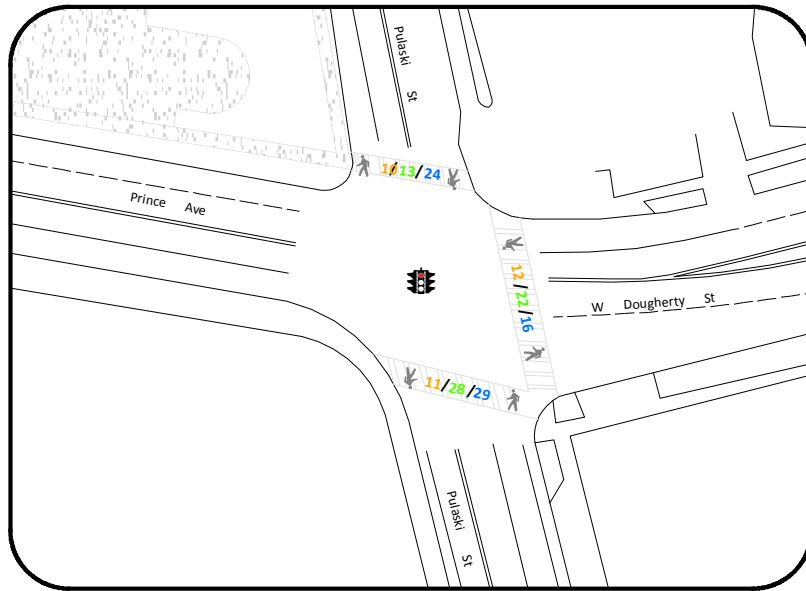 Pulaski St
10/13/24
Prince Ave
12/22/16
W Dougherty St
11/28/29
Pulaski St